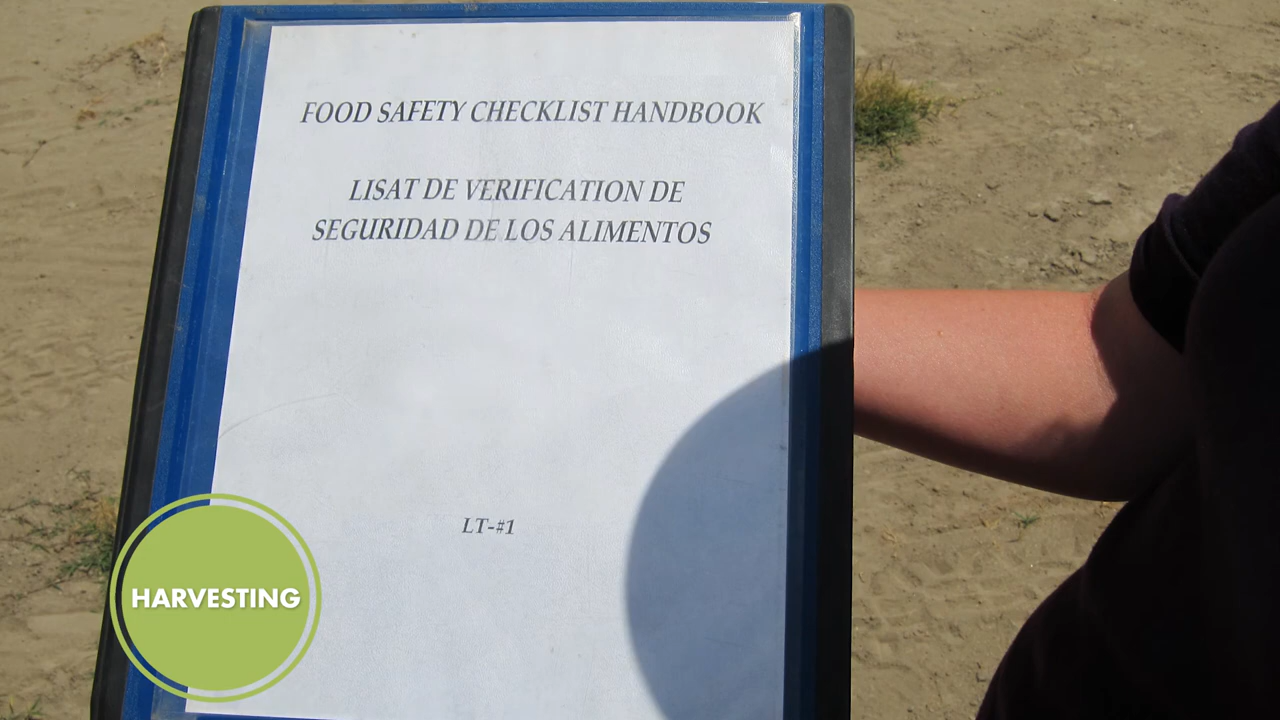 FOOD SAFETY CHECKLIST HANDBOOK
LISAT DE VERIFICATION DE
SEGURIDAD DE LOS ALIMENTOS
LT-#1
HARVESTING